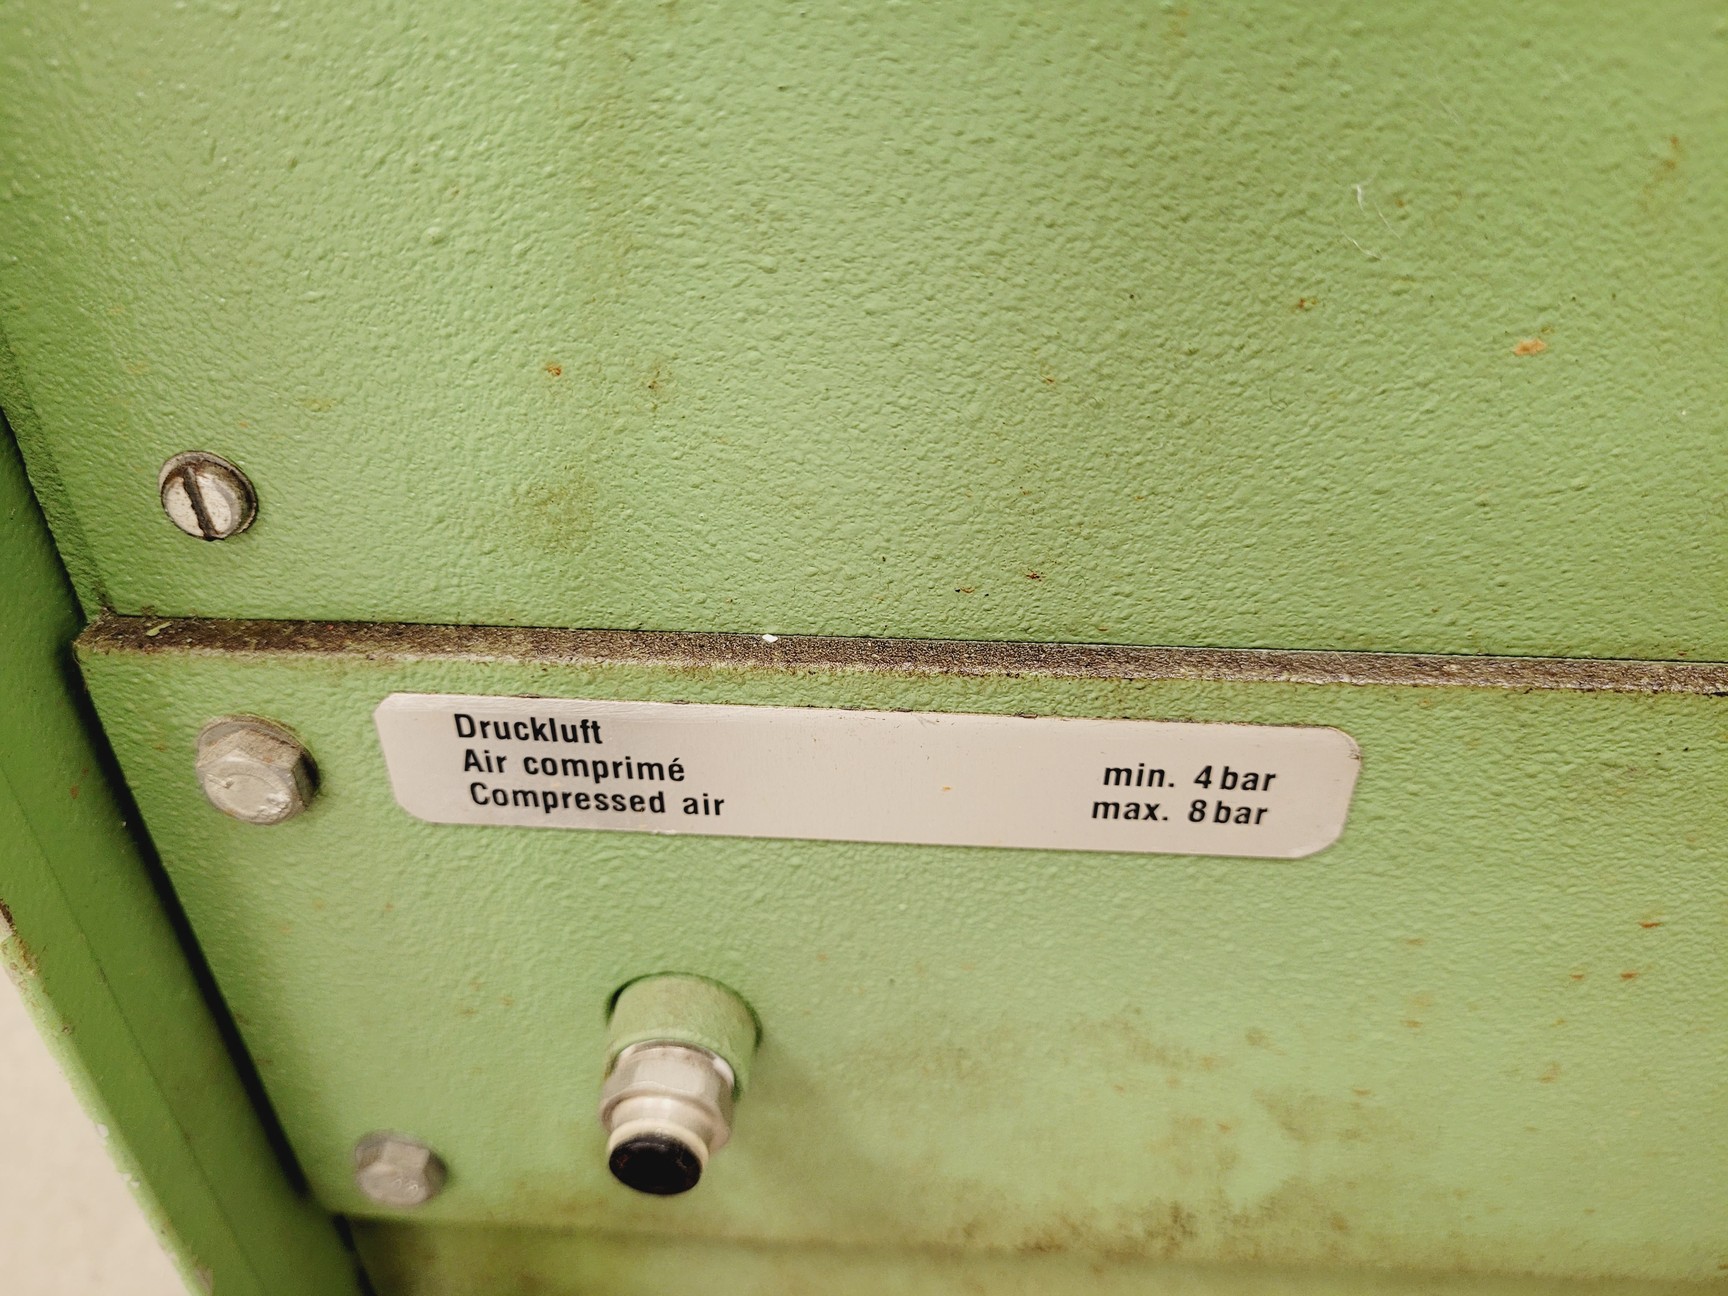 Druckluft
Air comprimé
Compressed air
min. 4 bar
max. 8 bar